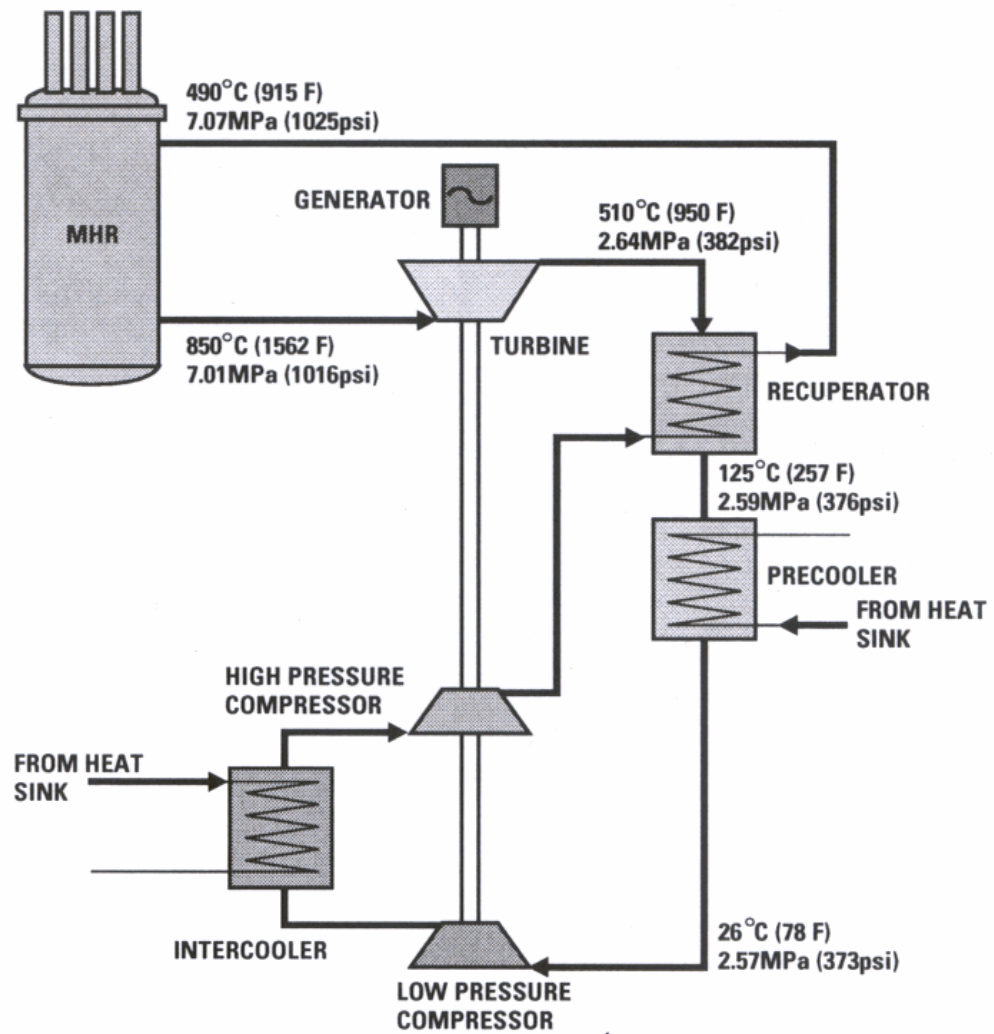 490°C (915 F)
7.07MPa (1025psi)
MHR
GENERATOR
510°C (950 F)
2.64MPa (382psi)
850°C (1562 F)
7.01MPa (1016psi)
TURBINE
RECUPERATOR
125°C (257 F)
2.59MPa (376psi)
PRECOOLER
FROM HEAT
SINK
HIGH PRESSURE
COMPRESSOR
FROM HEAT
SINK
INTERCOOLER
26°C (78 F)
2.57MPa (373psi)
LOW PRESSURE
COMPRESSOR